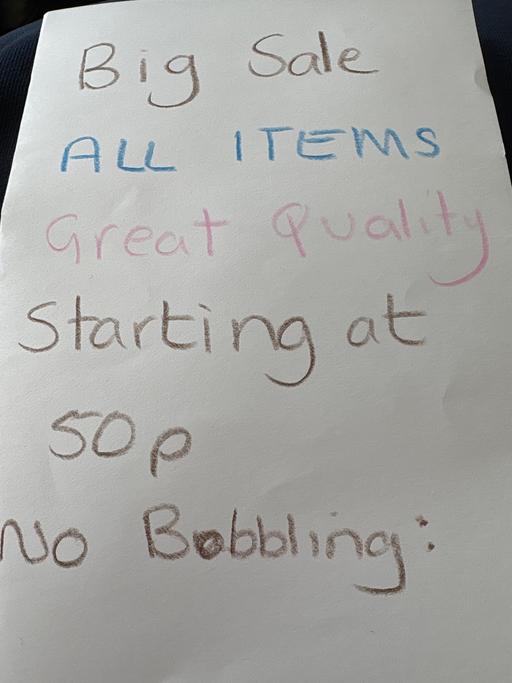 Big Sale
ALL ITEMS
Great Quality
Starting at
50p
No Bobbling: